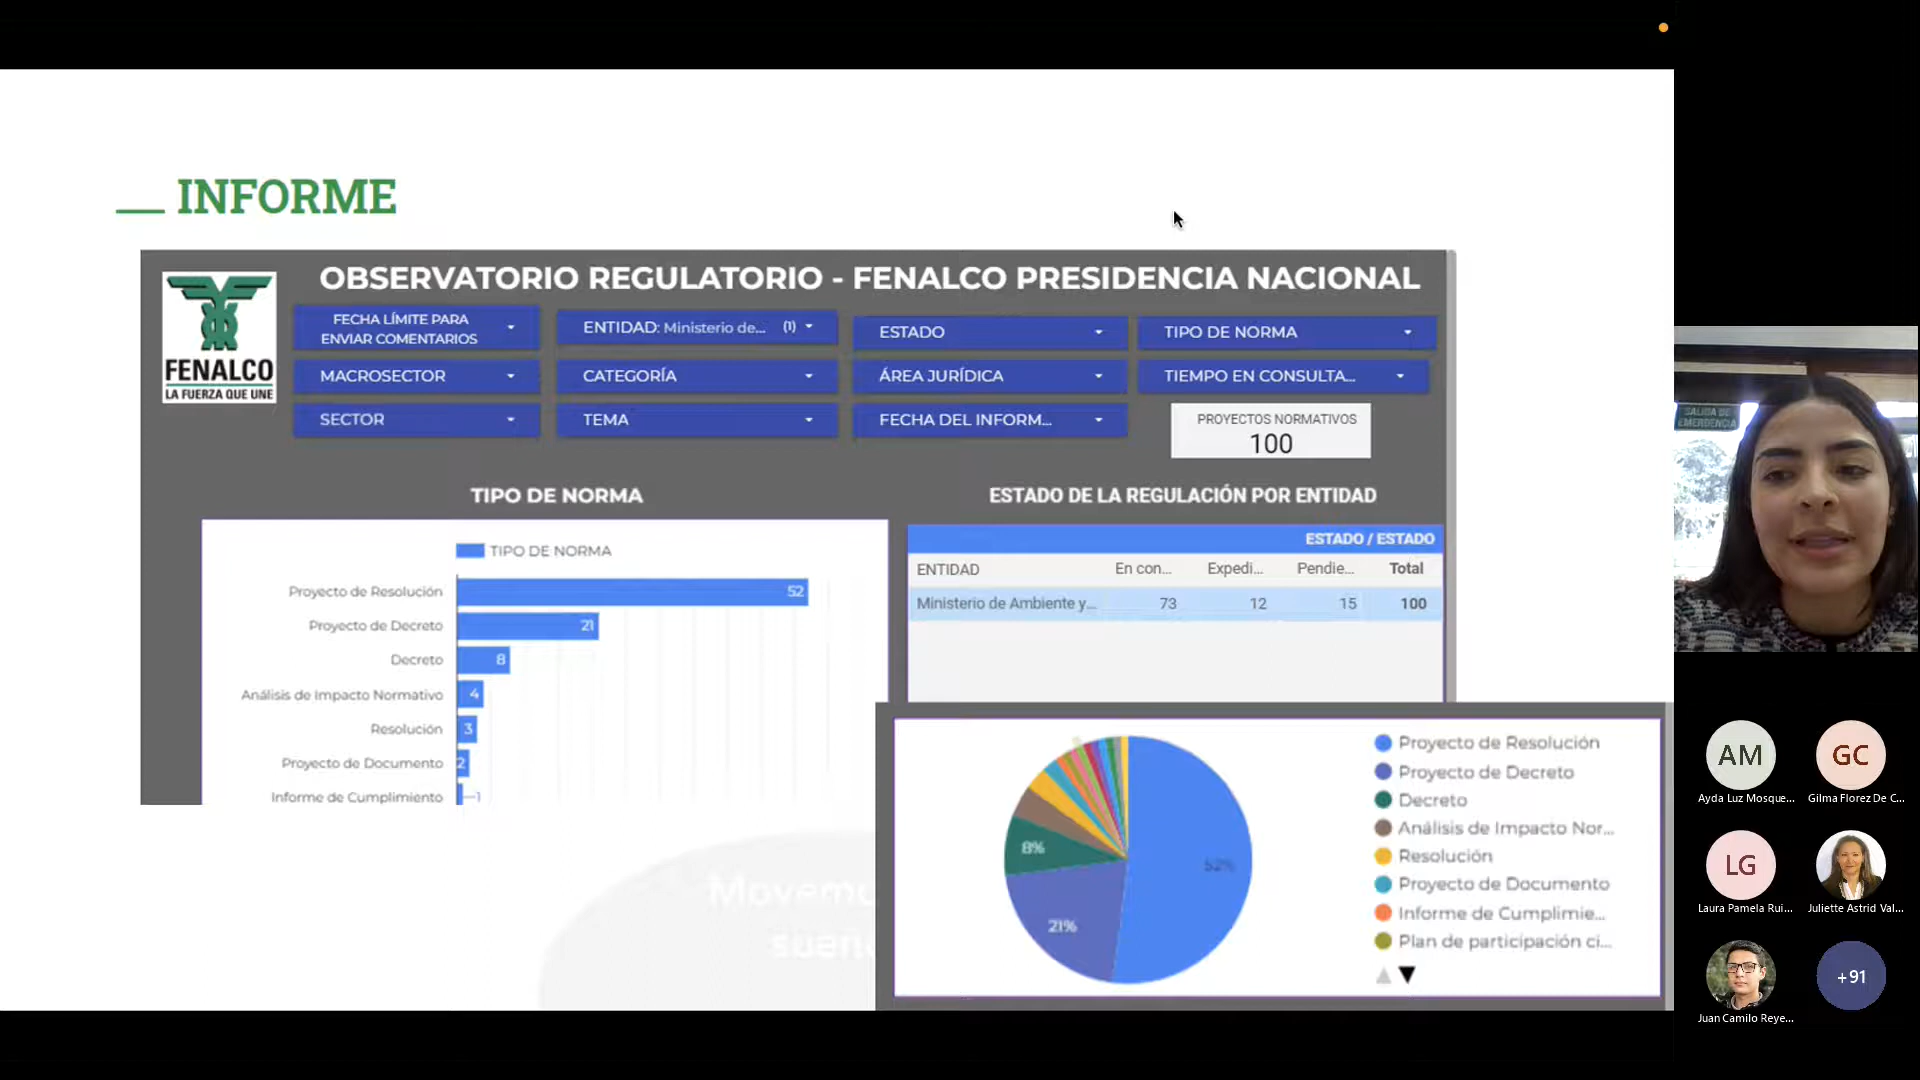 INFORME
OBSERVATORIO REGULATORIO - FENALCO PRESIDENCIA NACIONAL
FENALCO
LA FUERZA QUE UNE
FECHA LÍMITE PARA
ENVIAR COMENTARIOS
ENTIDAD: Ministerio de... (1)
ESTADO
TIPO DE NORMA
MACROSECTOR
CATEGORÍA
ÁREA JURÍDICA
TIEMPO EN CONSULTA...
SECTOR
TEMA
FECHA DEL INFORM...
PROYECTOS NORMATIVOS
100
TIPO DE NORMA
TIPO DE NORMA
Proyecto de Resolución 52
Proyecto de Decreto 21
Decreto 8
Análisis de Impacto Normativo 4
Resolución 3
Proyecto de Documento 2
Informe de Cumplimiento 1
ESTADO DE LA REGULACIÓN POR ENTIDAD
ESTADO / ESTADO
ENTIDAD En con... Expedi... Pendie... Total
Ministerio de Ambiente y... 73 12 15 100
52%
21%
8%
Proyecto de Resolución
Proyecto de Decreto
Decreto
Análisis de Impacto Nor...
Resolución
Proyecto de Documento
Informe de Cumplimie...
Plan de participación ci...
SALIDA DE
EMERGENCIA
AM
Ayda Luz Mosque...
GC
Gilma Florez De C...
LG
Laura Pamela Rui...
Juliette Astrid Val...
Juan Camilo Reye...
+91